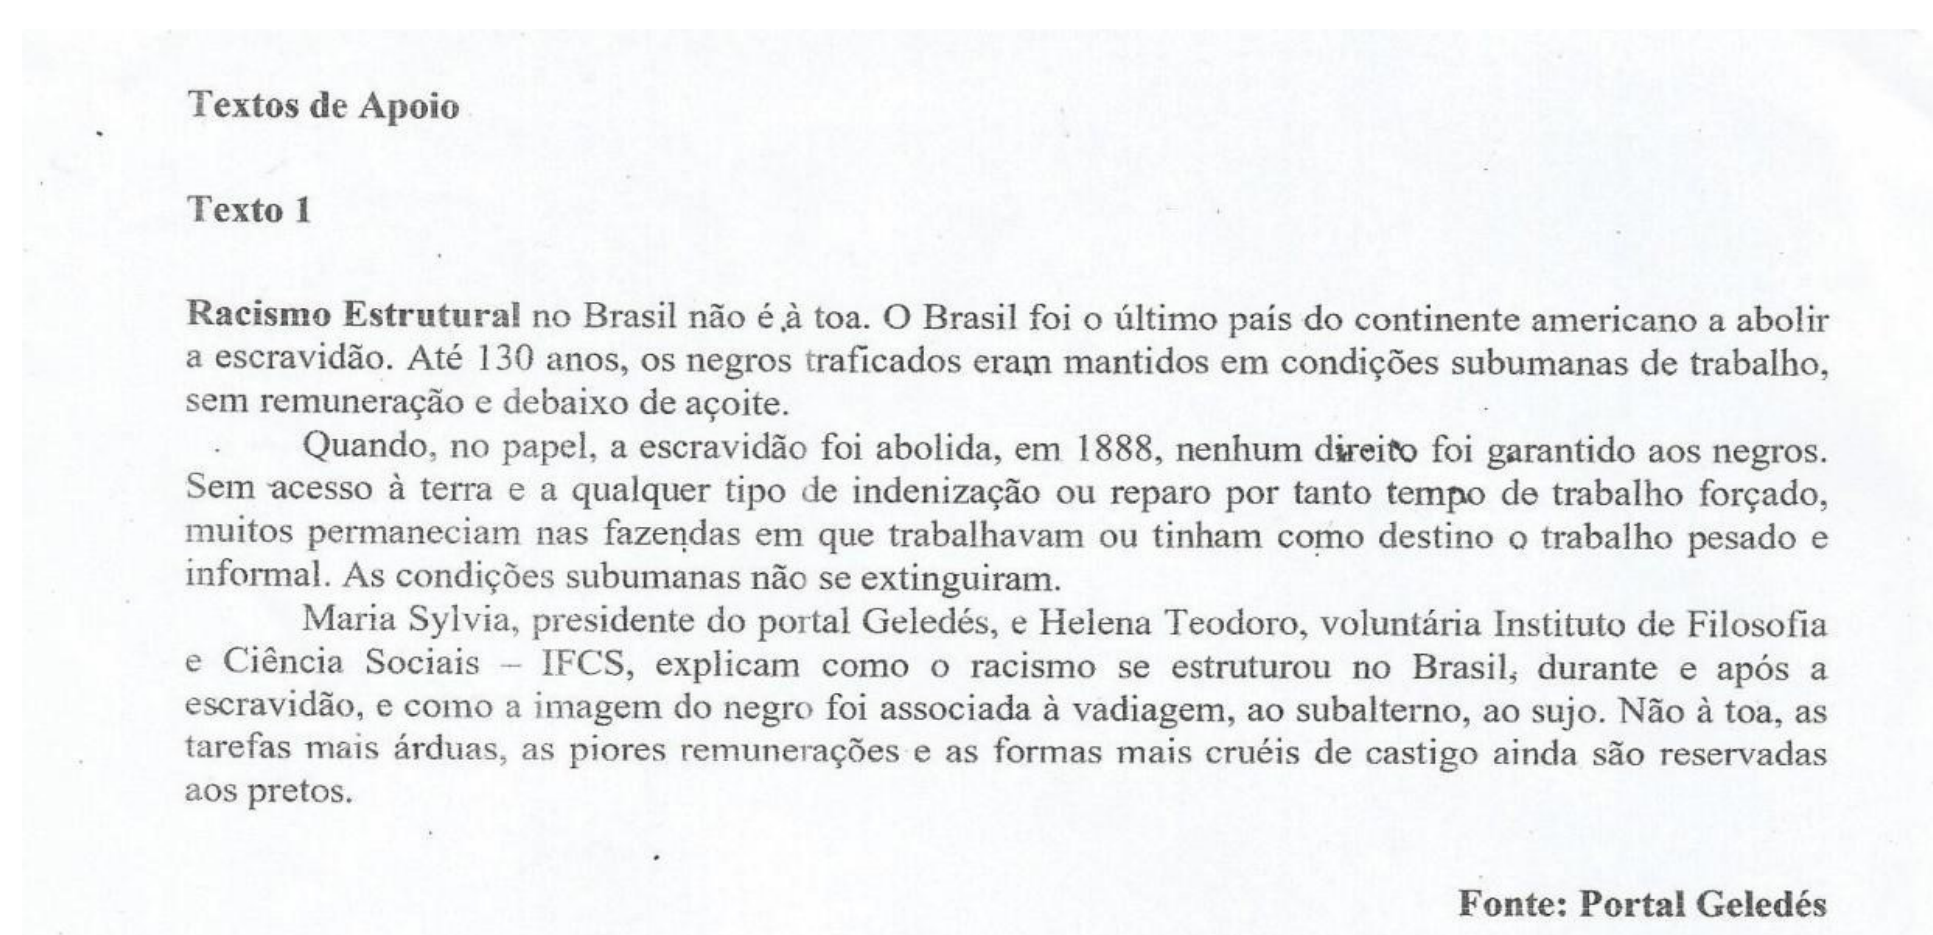 Textos de Apoio
Texto 1
Racismo Estrutural no Brasil não é à toa. O Brasil foi o último país do continente americano a abolir
a escravidão. Até 130 anos, os negros traficados eram mantidos em condições subumanas de trabalho,
sem remuneração e debaixo de açoite.
Quando, no papel, a escravidão foi abolida, em 1888, nenhum direito foi garantido aos negros.
Sem acesso à terra e a qualquer tipo de indenização ou reparo por tanto tempo de trabalho forçado,
muitos permaneciam nas fazendas em que trabalhavam ou tinham como destino o trabalho pesado e
informal. As condições subumanas não se extinguiram.
Maria Sylvia, presidente do portal Geledés, e Helena Teodoro, voluntária Instituto de Filosofia
e Ciência Sociais – IFCS, explicam como o racismo se estruturou no Brasil, durante e após a
escravidão, e como a imagem do negro foi associada à vadiagem, ao subalterno, ao sujo. Não à toa, as
tarefas mais árduas, as piores remunerações e as formas mais cruéis de castigo ainda são reservadas
aos pretos.
Fonte: Portal Geledés